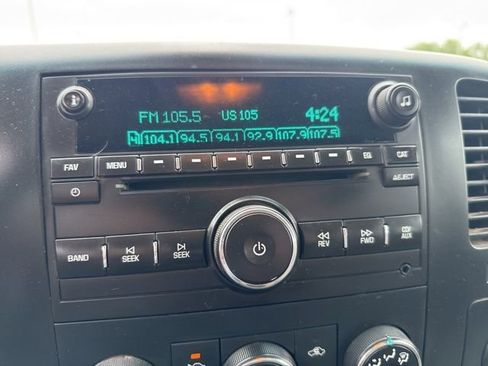 FM 105.5 US 105 4:24
104.1 94.5 94.1 92.9 107.9 107.5
FAV MENU EQ CAT
EJECT
BAND SEEK SEEK REV FWD CD/AUX